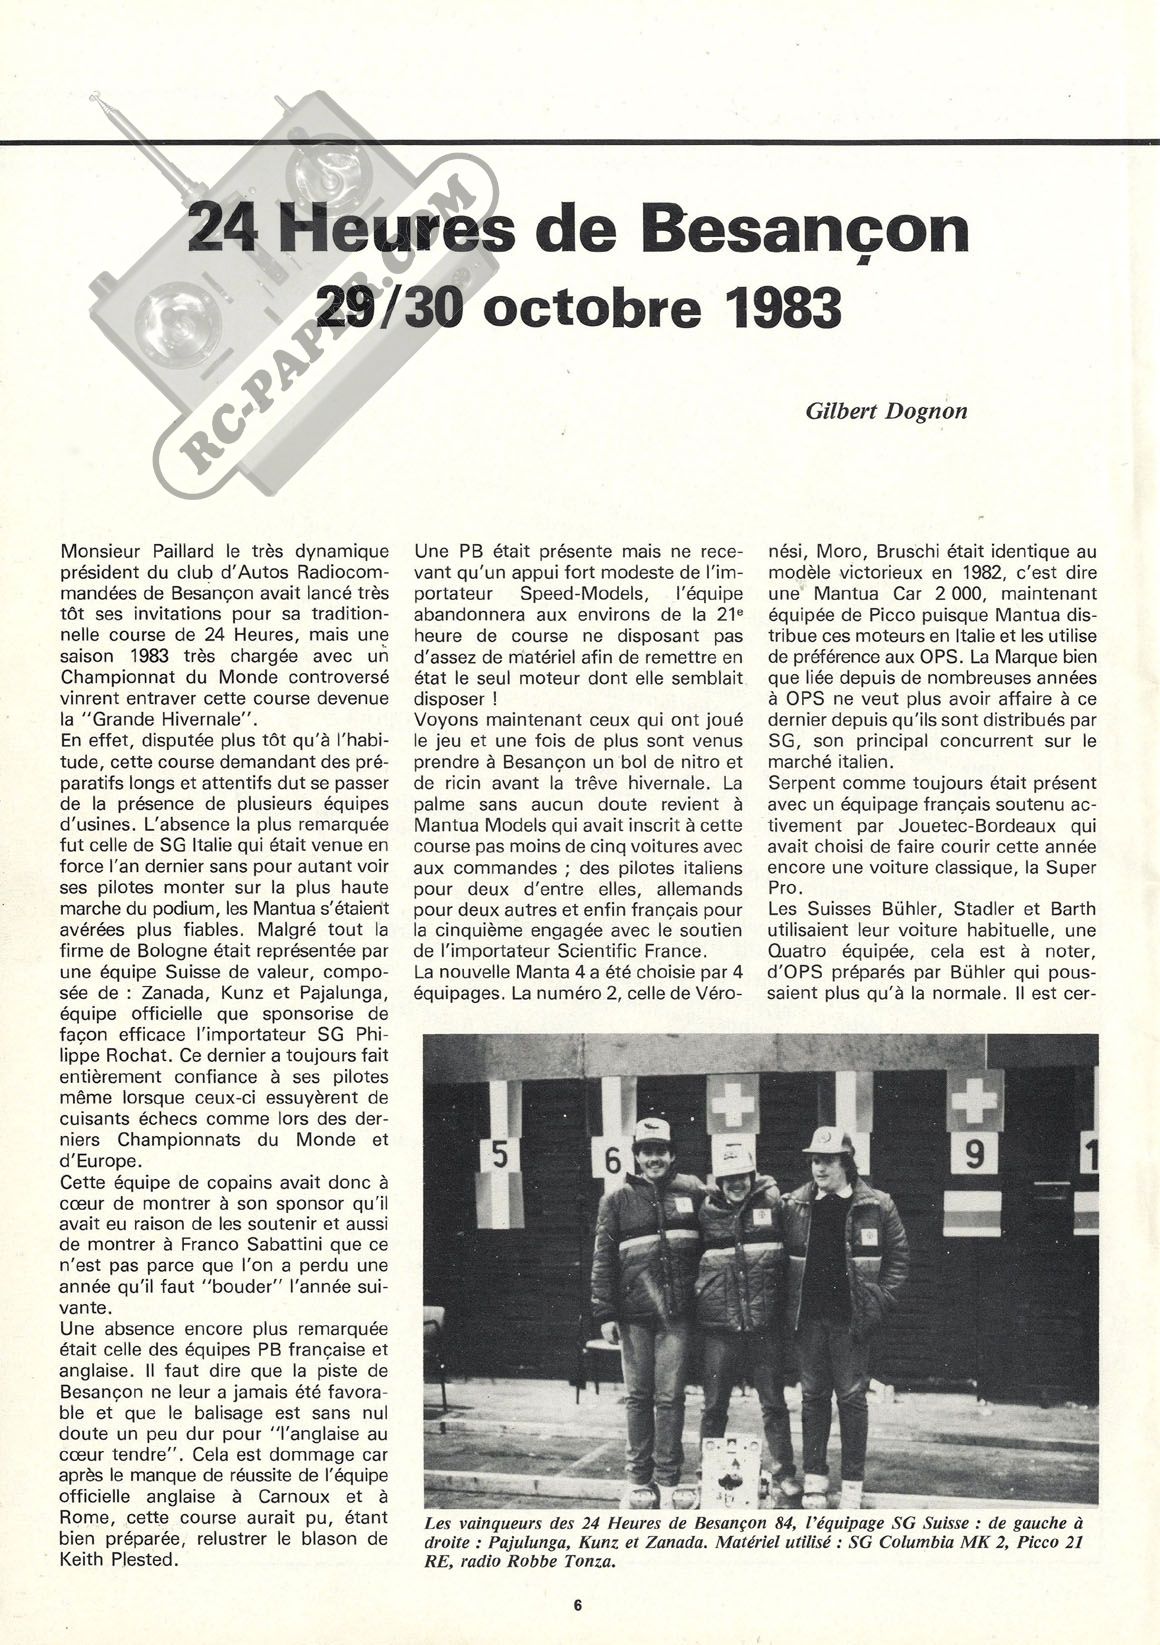 24 Heures de Besançon
29/30 octobre 1983
RC-PAPER.COM
Gilbert Dognon
Monsieur Paillard le très dynamique
président du club d'Autos Radiocom-
mandées de Besançon avait lancé très
tôt ses invitations pour sa tradition-
nelle course de 24 Heures, mais une
saison 1983 très chargée avec un
Championnat du Monde controversé
vinrent entraver cette course devenue
la "Grande Hivernale".
En effet, disputée plus tôt qu'à l'habi-
tude, cette course demandant des pré-
paratifs longs et attentifs dut se passer
de la présence de plusieurs équipes
d'usines. L'absence la plus remarquée
fut celle de SG Italie qui était venue en
force l'an dernier sans pour autant voir
ses pilotes monter sur la plus haute
marche du podium, les Mantua s'étaient
avérées plus fiables. Malgré tout la
firme de Bologne était représentée par
une équipe Suisse de valeur, compo-
sée de : Zanada, Kunz et Pajalunga,
équipe officielle que sponsorise de
façon efficace l'importateur SG Phi-
lippe Rochat. Ce dernier a toujours fait
entièrement confiance à ses pilotes
même lorsque ceux-ci essuyèrent de
cuisants échecs comme lors des der-
niers Championnats du Monde et
d'Europe.
Cette équipe de copains avait donc à
cœur de montrer à son sponsor qu'il
avait eu raison de les soutenir et aussi
de montrer à Franco Sabattini que ce
n'est pas parce que l'on a perdu une
année qu'il faut "bouder" l'année sui-
vante.
Une absence encore plus remarquée
était celle des équipes PB française et
anglaise. Il faut dire que la piste de
Besançon ne leur a jamais été favora-
ble et que le balisage est sans nul
doute un peu dur pour "l'anglaise au
cœur tendre". Cela est dommage car
après le manque de réussite de l'équipe
officielle anglaise à Carnoux et à
Rome, cette course aurait pu, étant
bien préparée, relustrer le blason de
Keith Plested.
Une PB était présente mais ne rece-
vant qu'un appui fort modeste de l'im-
portateur Speed-Models, l'équipe
abandonnera aux environs de la 21e
heure de course ne disposant pas
d'assez de matériel afin de remettre en
état le seul moteur dont elle semblait
disposer !
Voyons maintenant ceux qui ont joué
le jeu et une fois de plus sont venus
prendre à Besançon un bol de nitro et
de ricin avant la trêve hivernale. La
palme sans aucun doute revient à
Mantua Models qui avait inscrit à cette
course pas moins de cinq voitures avec
aux commandes ; des pilotes italiens
pour deux d'entre elles, allemands
pour deux autres et enfin français pour
la cinquième engagée avec le soutien
de l'importateur Scientific France.
La nouvelle Manta 4 a été choisie par 4
équipages. La numéro 2, celle de Véro-
nési, Moro, Bruschi était identique au
modèle victorieux en 1982, c'est dire
une Mantua Car 2 000, maintenant
équipée de Picco puisque Mantua dis-
tribue ces moteurs en Italie et les utilise
de préférence aux OPS. La Marque bien
que liée depuis de nombreuses années
à OPS ne veut plus avoir affaire à ce
dernier depuis qu'ils sont distribués par
SG, son principal concurrent sur le
marché italien.
Serpent comme toujours était présent
avec un équipage français soutenu ac-
tivement par Jouetec-Bordeaux qui
avait choisi de faire courir cette année
encore une voiture classique, la Super
Pro.
Les Suisses Bühler, Stadler et Barth
utilisaient leur voiture habituelle, une
Quatro équipée, cela est à noter,
d'OPS préparés par Bühler qui pous-
saient plus qu'à la normale. Il est cer-
5
6
9
1
Les vainqueurs des 24 Heures de Besançon 84, l'équipage SG Suisse : de gauche à
droite : Pajulunga, Kunz et Zanada. Matériel utilisé : SG Columbia MK 2, Picco 21
RE, radio Robbe Tonza.
6